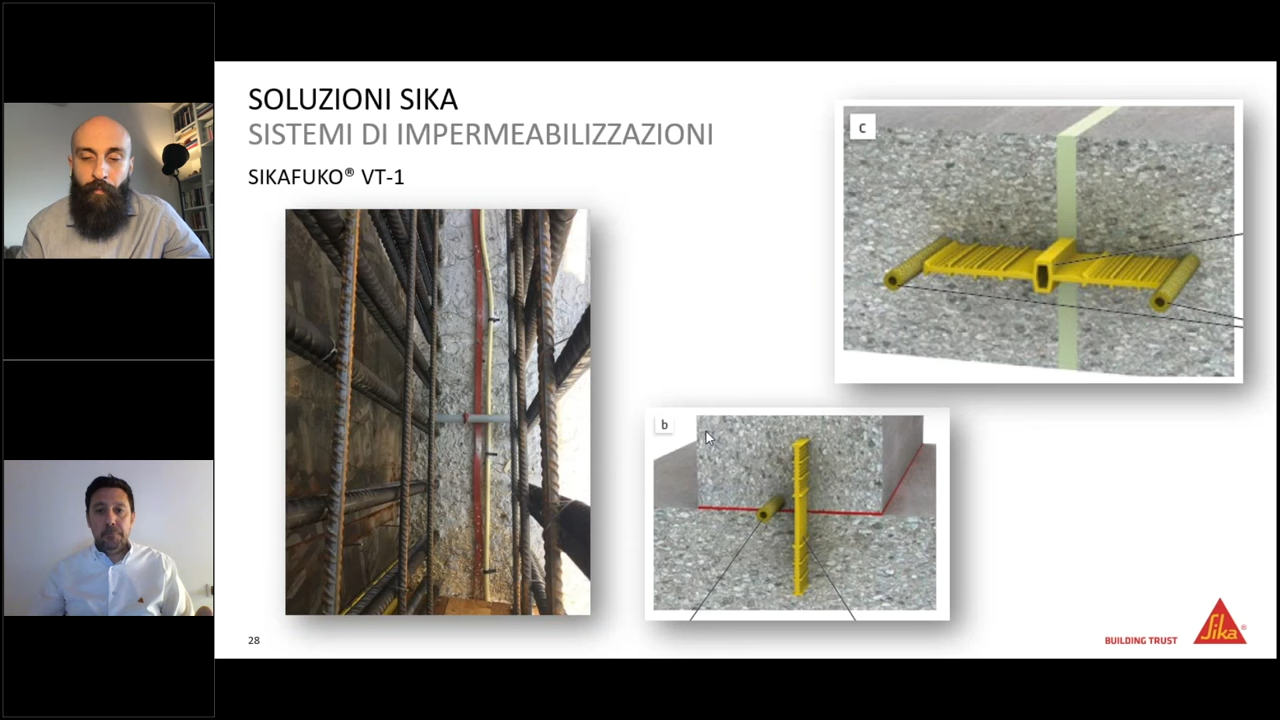 SOLUZIONI SIKA
SISTEMI DI IMPERMEABILIZZAZIONI
SIKAFUKO® VT-1
c
b
28
BUILDING TRUST
Sika®